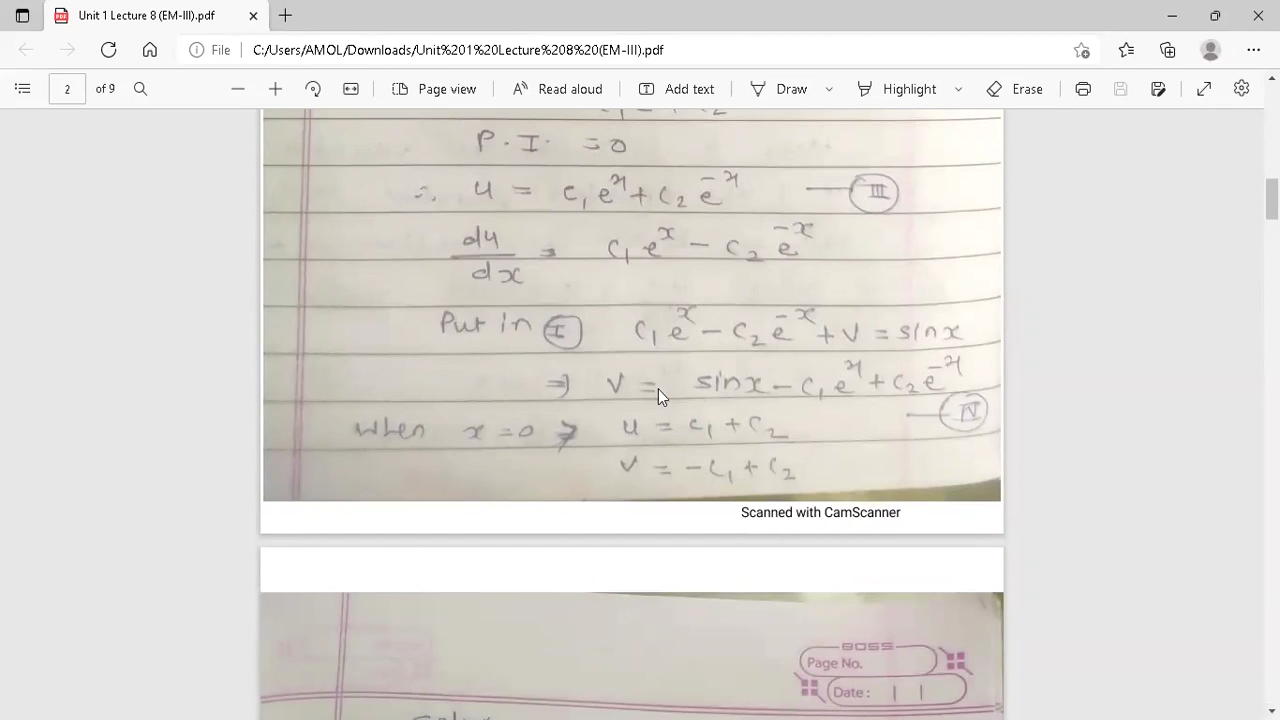 Unit 1 Lecture 8 (EM-III).pdf
File C:/Users/AMOL/Downloads/Unit%201%20Lecture%208%20(EM-III).pdf
2 of 9 Page view Read aloud Add text Draw Highlight Erase
P.I. = 0
∴ u = c₁eˣ + c₂e⁻ˣ — III
du/dx = c₁eˣ − c₂e⁻ˣ
Put in I c₁eˣ − c₂e⁻ˣ + v = sinx
⇒ v = sinx − c₁eˣ + c₂e⁻ˣ
— IV
when x = 0 ⇒ u = c₁ + c₂
v = −c₁ + c₂
Scanned with CamScanner
BOSS
Page No.
Date :